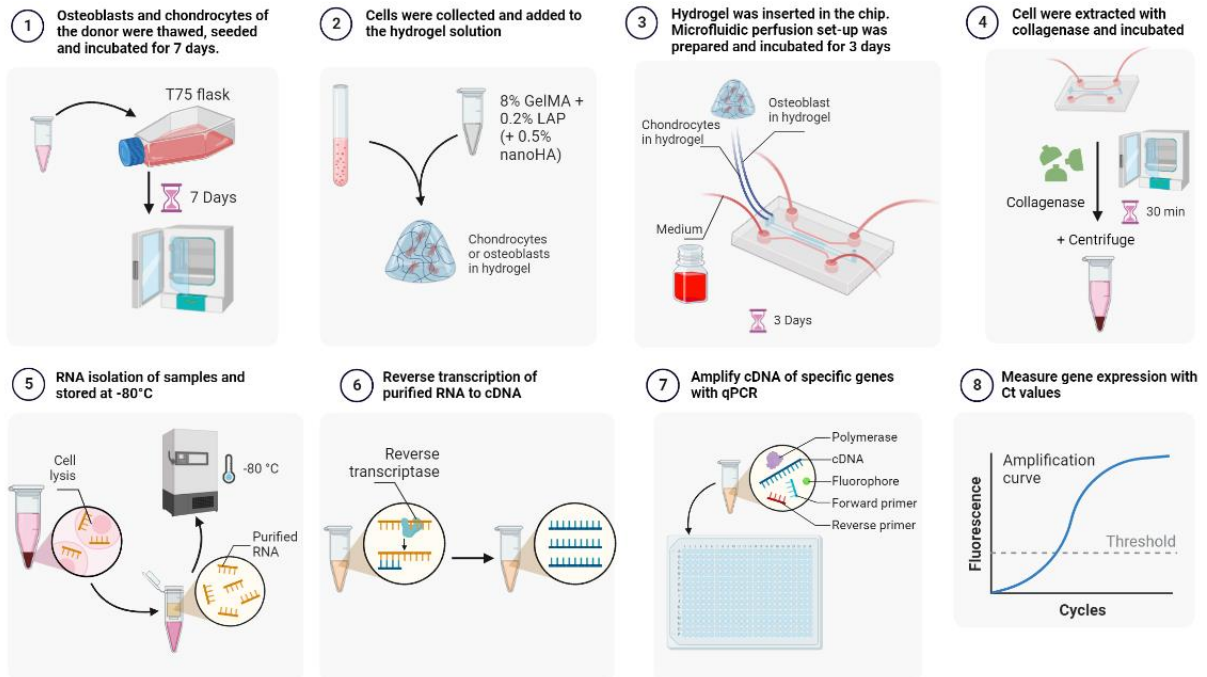 1
Osteoblasts and chondrocytes of
the donor were thawed, seeded
and incubated for 7 days.
T75 flask
7 Days
2
Cells were collected and added to
the hydrogel solution
8% GelMA +
0.2% LAP
(+ 0.5%
nanoHA)
Chondrocytes
or osteoblasts
in hydrogel
3
Hydrogel was inserted in the chip.
Microfluidic perfusion set-up was
prepared and incubated for 3 days
Osteoblast
in hydrogel
Chondrocytes
in hydrogel
Medium
3 Days
4
Cell were extracted with
collagenase and incubated
Collagenase
30 min
+ Centrifuge
5
RNA isolation of samples and
stored at -80°C
Cell
lysis
-80 °C
Purified
RNA
6
Reverse transcription of
purified RNA to cDNA
Reverse
transcriptase
7
Amplify cDNA of specific genes
with qPCR
Polymerase
cDNA
Fluorophore
Forward primer
Reverse primer
8
Measure gene expression with
Ct values
Amplification
curve
Threshold
Fluorescence
Cycles